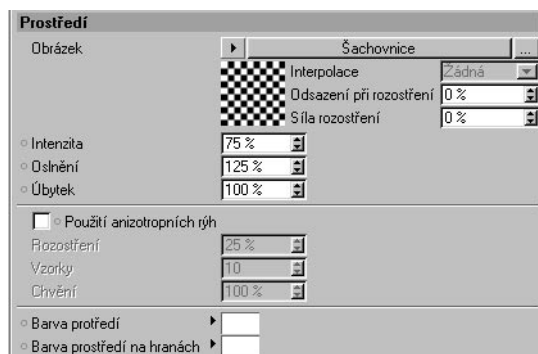 Prostředí
Obrázek Šachovnice ...
Interpolace Žádná
Odsazení při rozostření 0 %
Síla rozostření 0 %
Intenzita 75 %
Oslnění 125 %
Úbytek 100 %
Použití anizotropních rýh
Rozostření 25 %
Vzorky 10
Chvění 100 %
Barva protředí
Barva prostředí na hranách